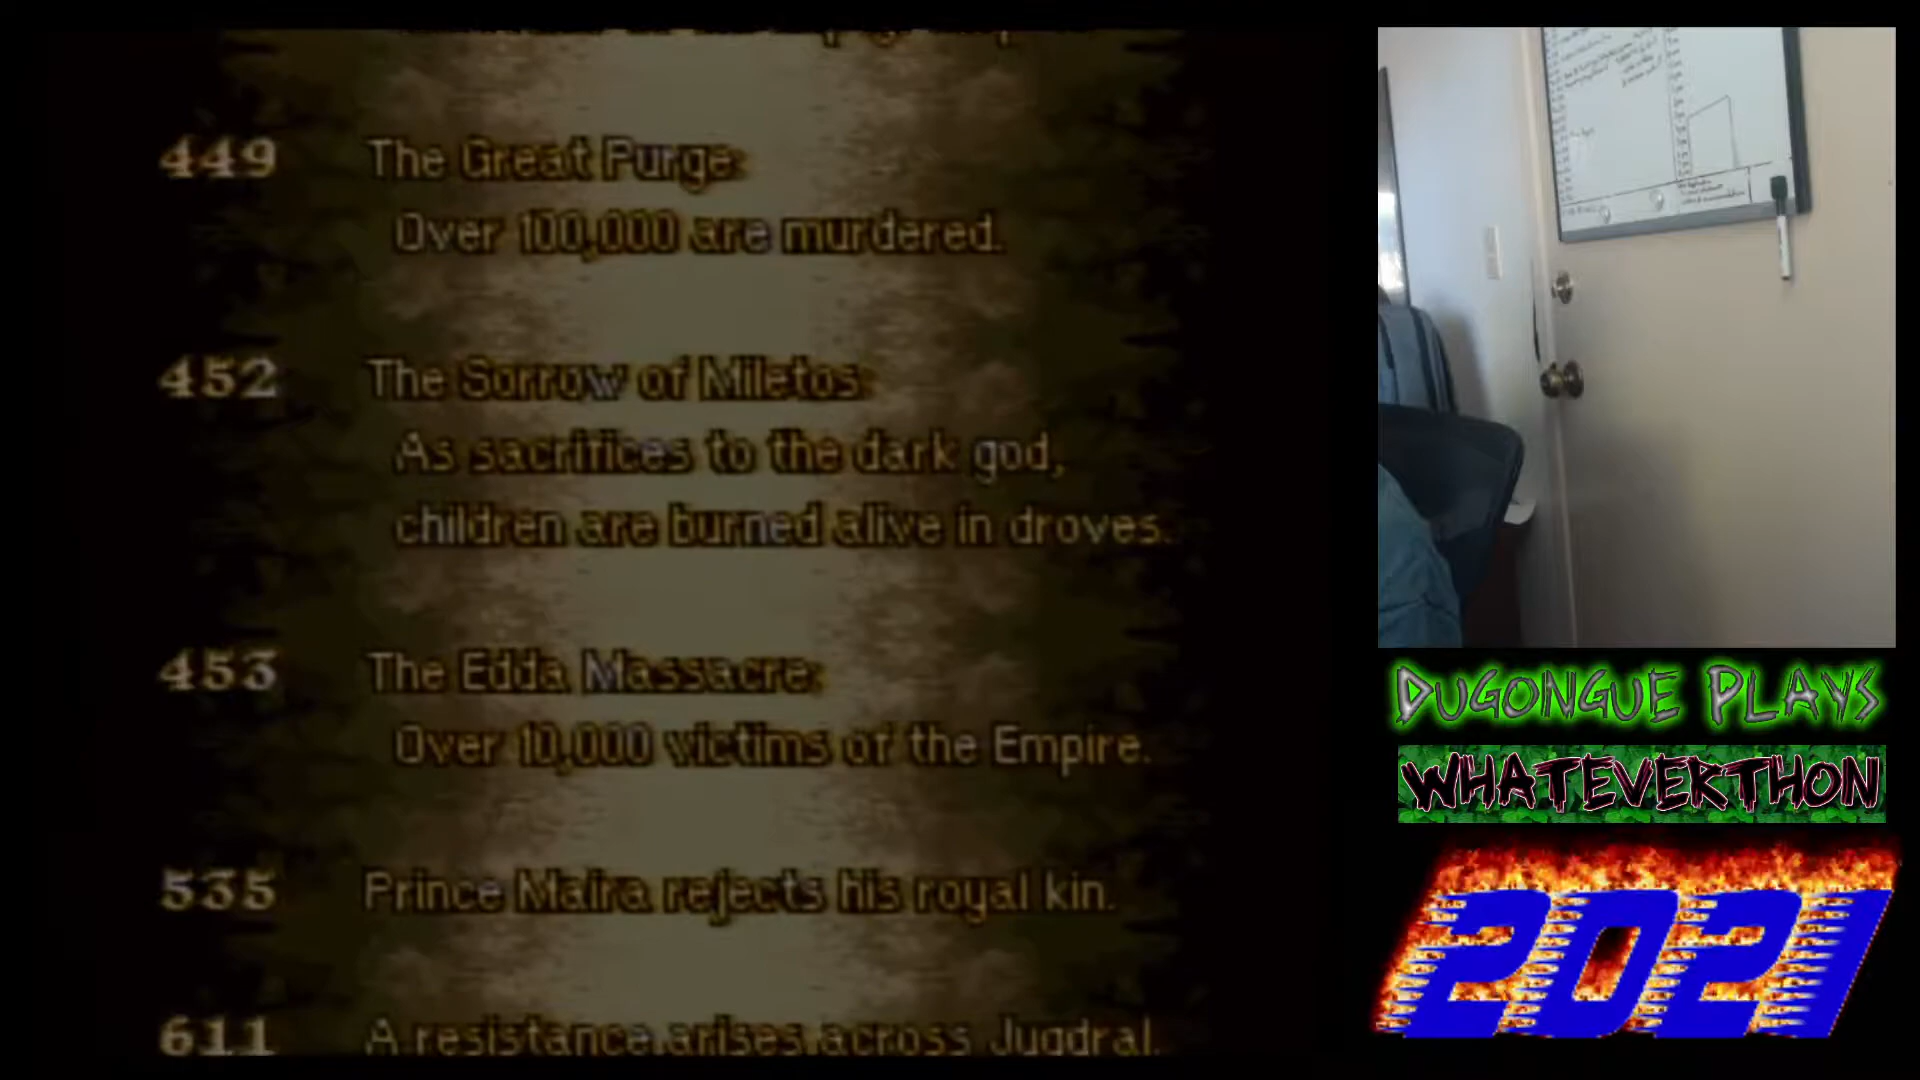 449 The Great Purge:
Over 100,000 are murdered.
452 The Sorrow of Miletos:
As sacrifices to the dark god,
children are burned alive in droves.
453 The Edda Massacre:
Over 10,000 victims of the Empire.
535 Prince Maira rejects his royal kin.
611 A resistance arises across Jugdral.
DUGONGUE PLAYS
WHATEVERTHON
2021